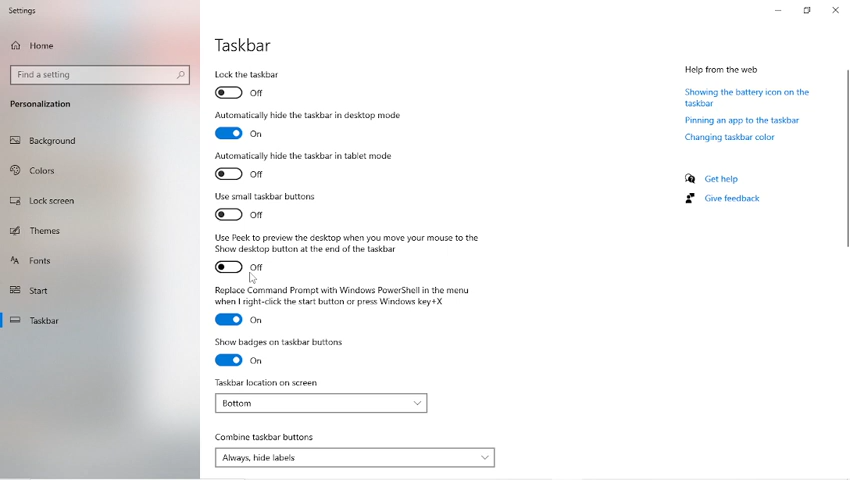 Settings
Home
Find a setting
Personalization
Background
Colors
Lock screen
Themes
Fonts
Start
Taskbar
Taskbar
Lock the taskbar
Off
Automatically hide the taskbar in desktop mode
On
Automatically hide the taskbar in tablet mode
Off
Use small taskbar buttons
Off
Use Peek to preview the desktop when you move your mouse to the
Show desktop button at the end of the taskbar
Off
Replace Command Prompt with Windows PowerShell in the menu
when I right-click the start button or press Windows key+X
On
Show badges on taskbar buttons
On
Taskbar location on screen
Bottom
Combine taskbar buttons
Always, hide labels
Help from the web
Showing the battery icon on the
taskbar
Pinning an app to the taskbar
Changing taskbar color
Get help
Give feedback